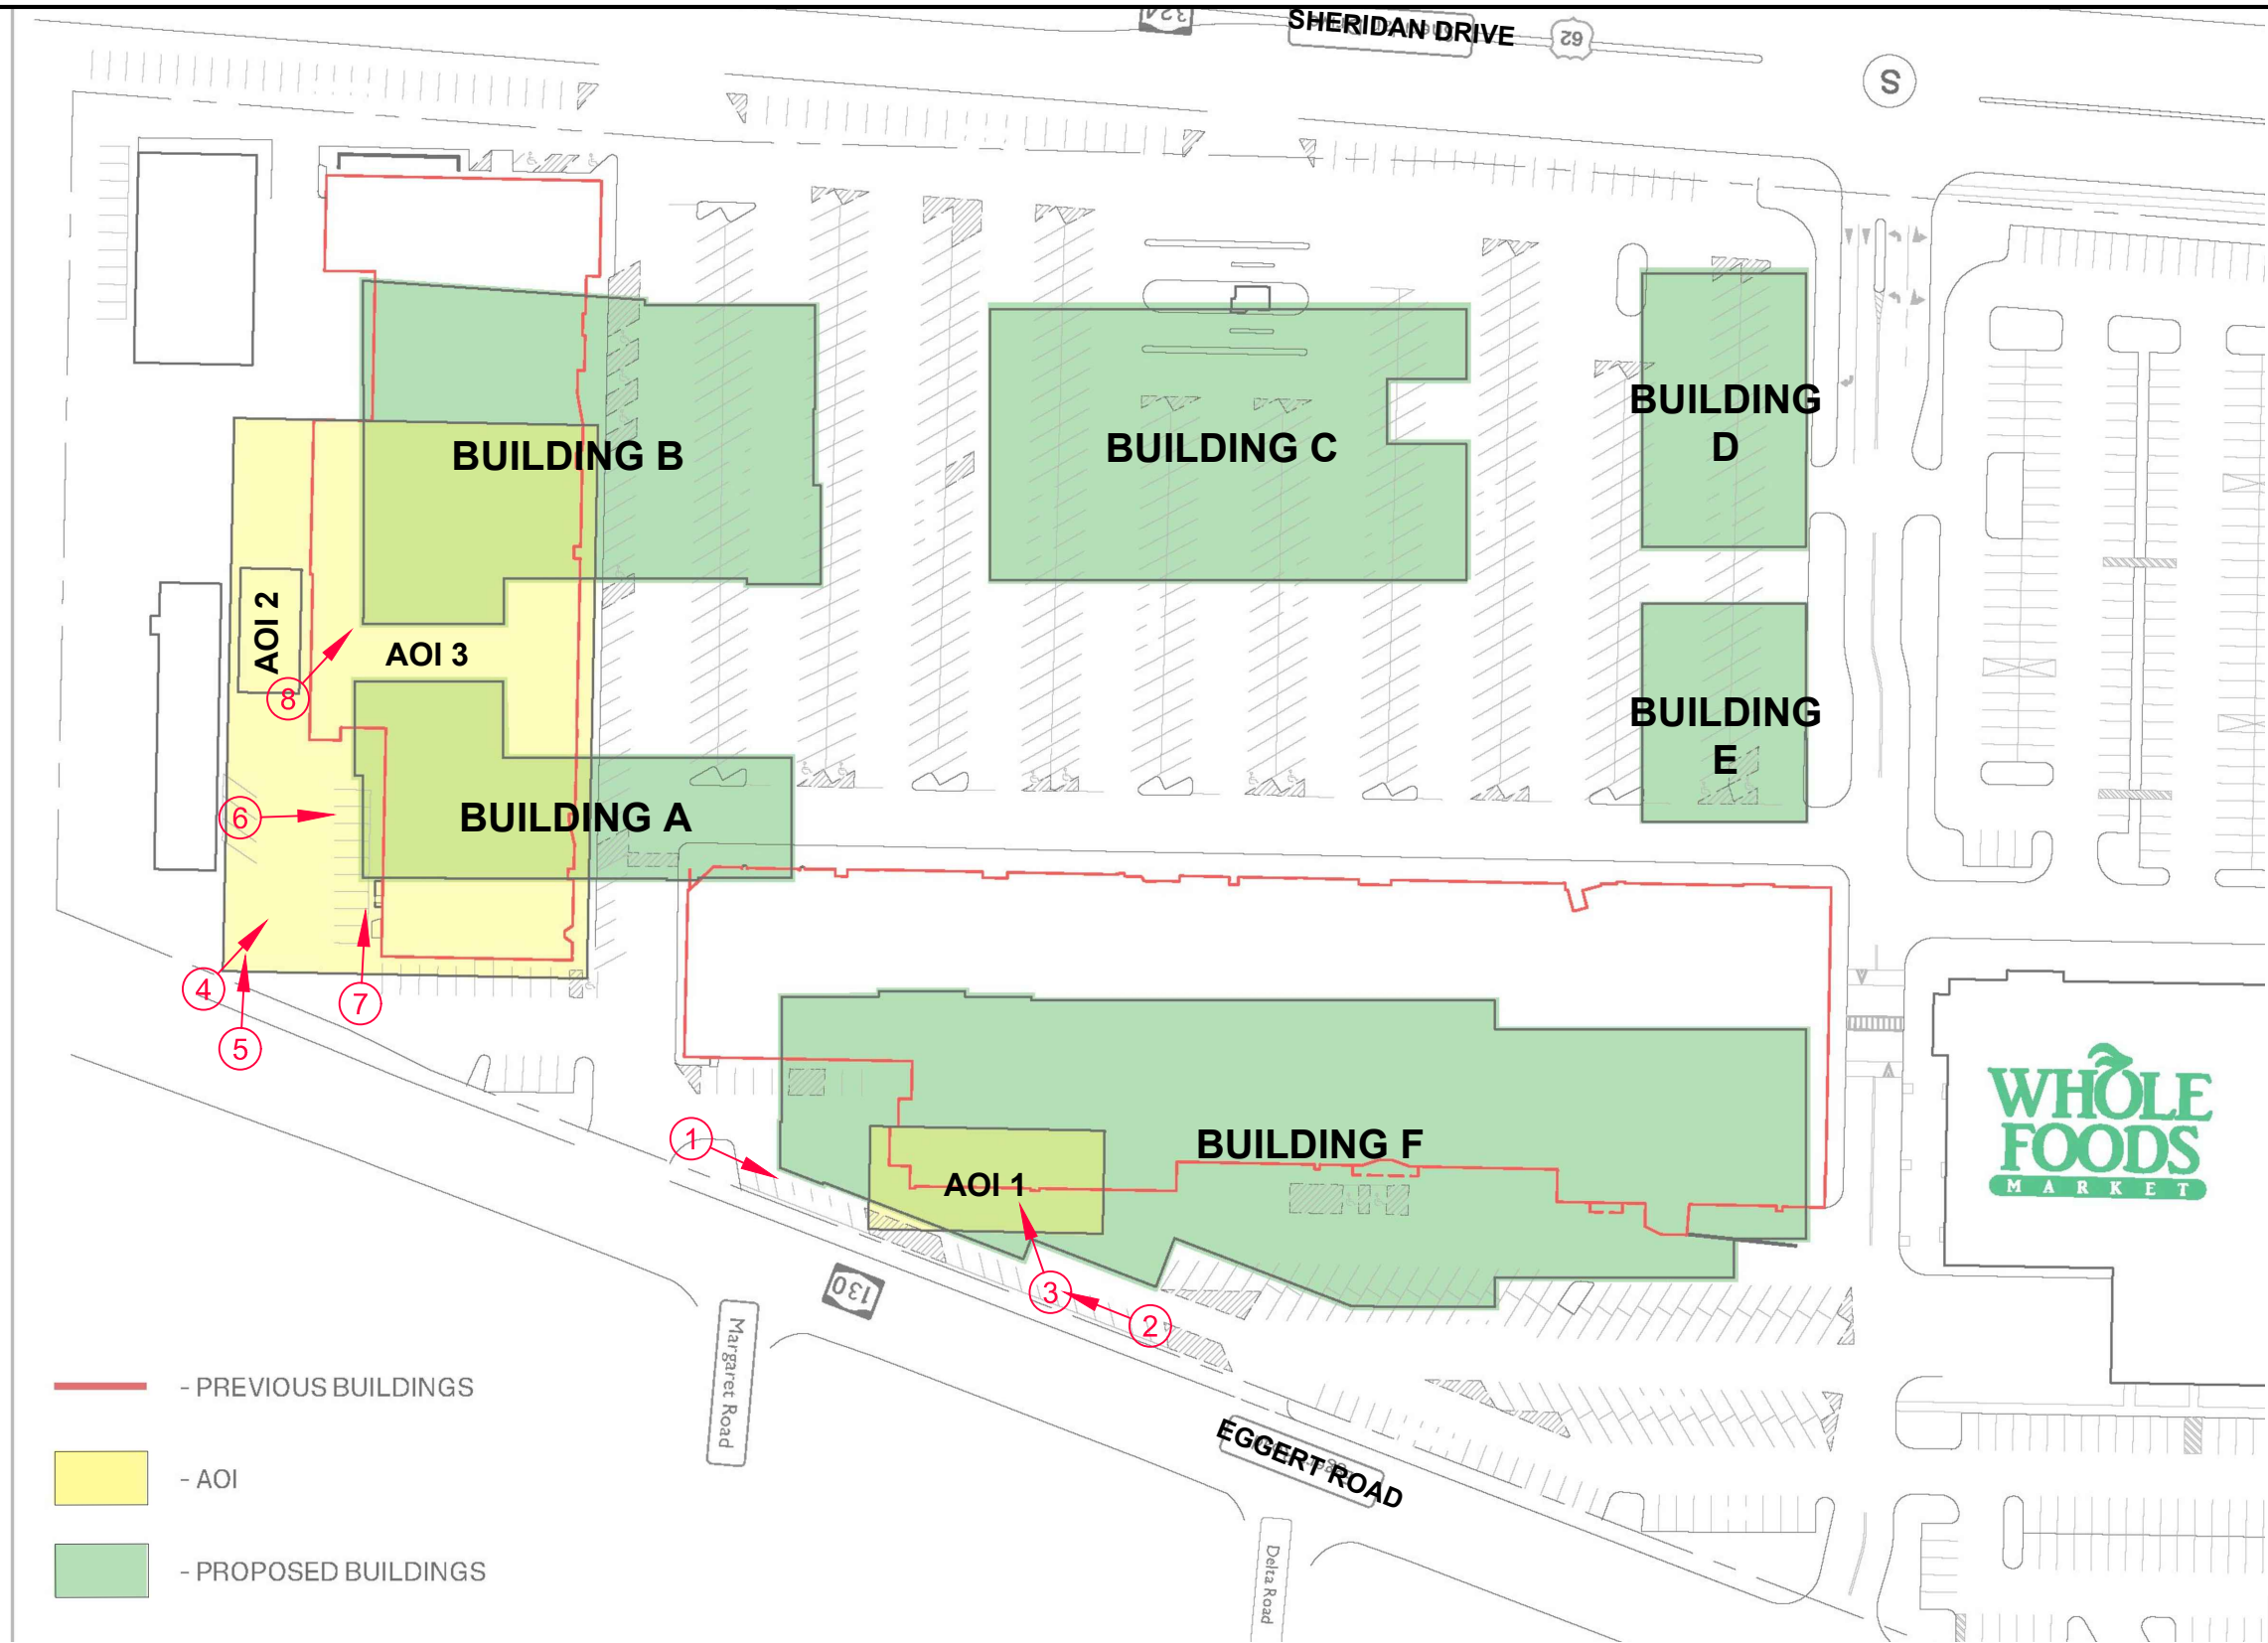 324
SHERIDAN DRIVE
62
S
BUILDING B
BUILDING C
BUILDING
D
AOI 2
AOI 3
8
BUILDING
E
6
BUILDING A
4
7
5
WHOLE
FOODS
MARKET
1
BUILDING F
AOI 1
3
2
130
Margaret Road
EGGERT ROAD
Delta Road
- PREVIOUS BUILDINGS
- AOI
- PROPOSED BUILDINGS